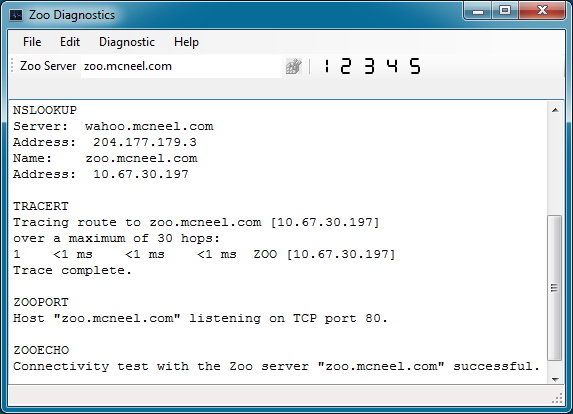 Zoo Diagnostics
File Edit Diagnostic Help
Zoo Server zoo.mcneel.com 1 2 3 4 5
NSLOOKUP
Server:  wahoo.mcneel.com
Address:  204.177.179.3
Name:    zoo.mcneel.com
Address:  10.67.30.197
TRACERT
Tracing route to zoo.mcneel.com [10.67.30.197]
over a maximum of 30 hops:
1    <1 ms    <1 ms    <1 ms  ZOO [10.67.30.197]
Trace complete.
ZOOPORT
Host "zoo.mcneel.com" listening on TCP port 80.
ZOOECHO
Connectivity test with the Zoo server "zoo.mcneel.com" successful.